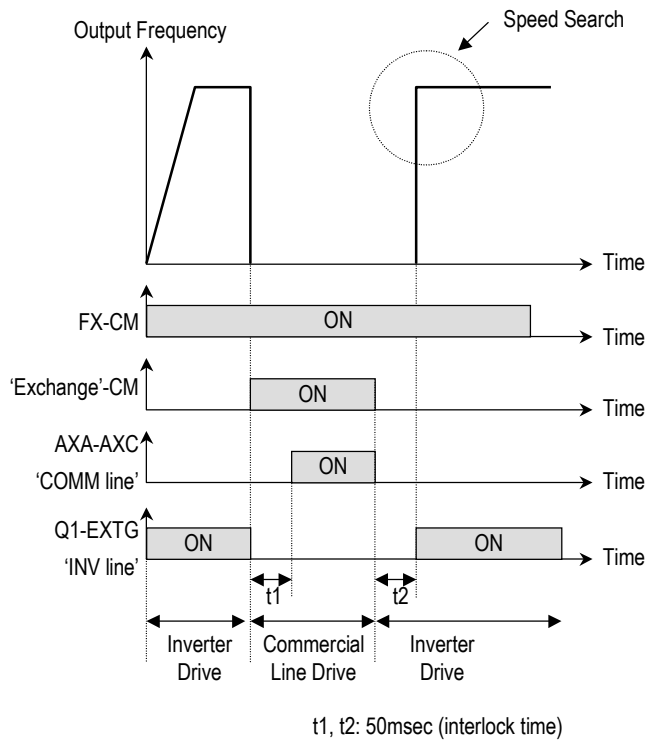 Speed Search
Output Frequency
Time
FX-CM
ON
Time
‘Exchange’-CM
ON
Time
AXA-AXC
‘COMM line’
ON
Time
Q1-EXTG
‘INV line’
ON
ON
Time
t1
t2
Inverter
Drive
Commercial
Line Drive
Inverter
Drive
t1, t2: 50msec (interlock time)